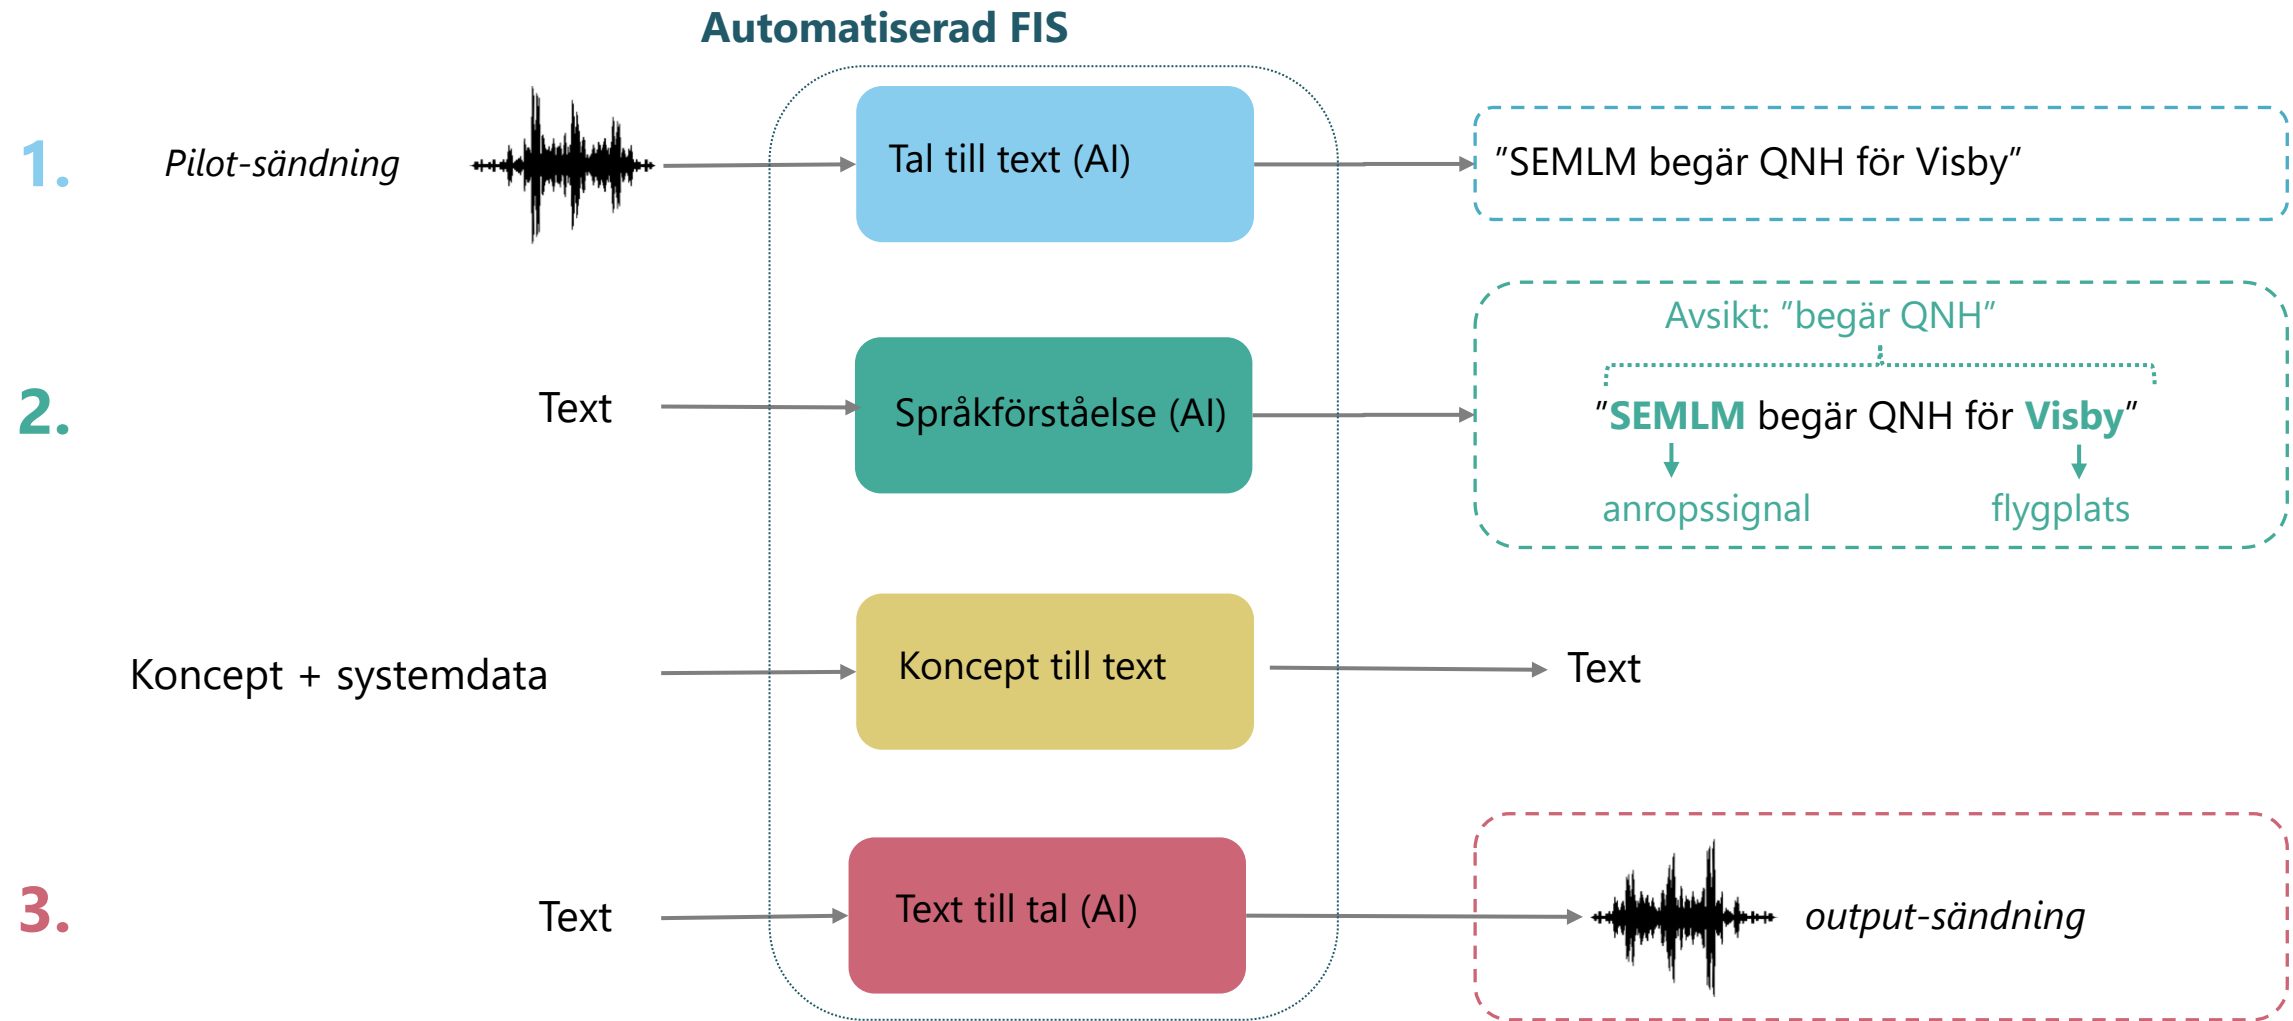 Automatiserad FIS
1. Pilot-sändning Tal till text (AI) ”SEMLM begär QNH för Visby”
Avsikt: ”begär QNH”
2. Text Språkförståelse (AI) ”SEMLM begär QNH för Visby”
anropssignal flygplats
Koncept + systemdata Koncept till text Text
3. Text Text till tal (AI) output-sändning